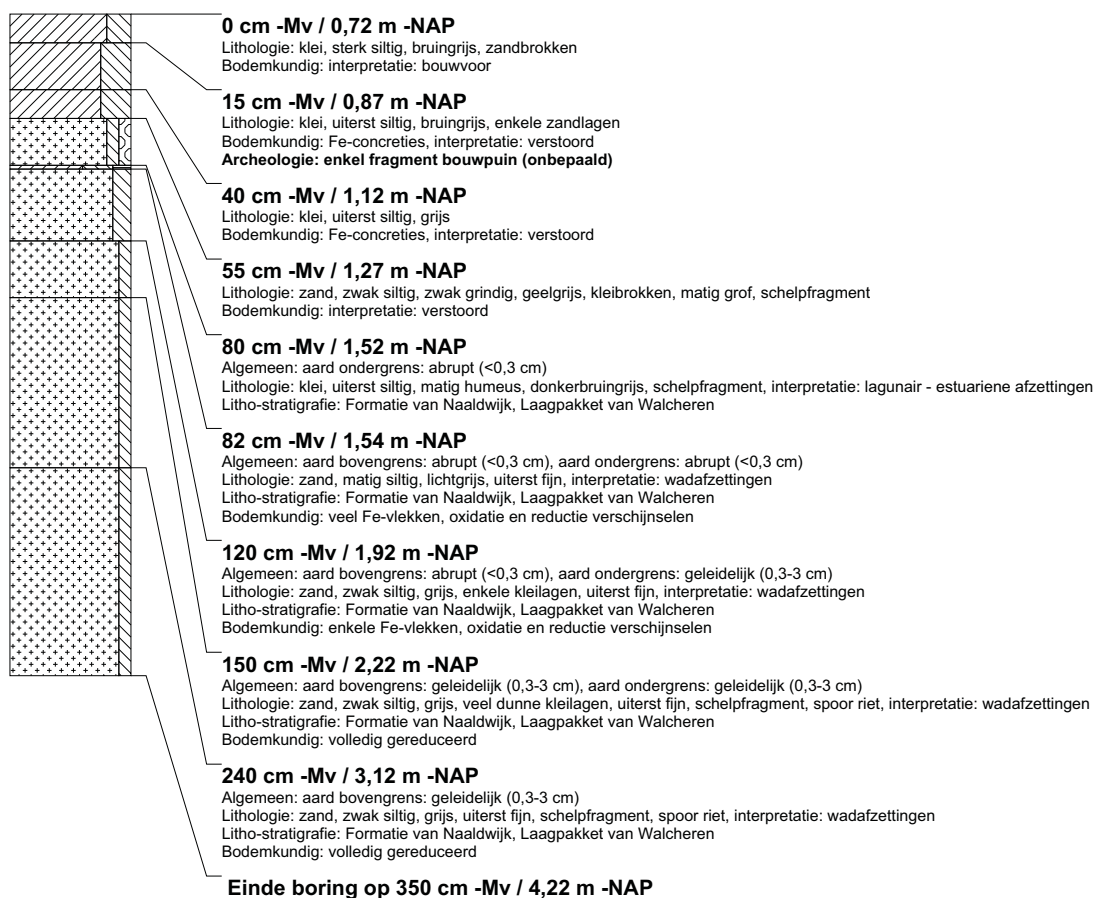 0 cm -Mv / 0,72 m -NAP
Lithologie: klei, sterk siltig, bruingrijs, zandbrokken
Bodemkundig: interpretatie: bouwvoor
15 cm -Mv / 0,87 m -NAP
Lithologie: klei, uiterst siltig, bruingrijs, enkele zandlagen
Bodemkundig: Fe-concreties, interpretatie: verstoord
Archeologie: enkel fragment bouwpuin (onbepaald)
40 cm -Mv / 1,12 m -NAP
Lithologie: klei, uiterst siltig, grijs
Bodemkundig: Fe-concreties, interpretatie: verstoord
55 cm -Mv / 1,27 m -NAP
Lithologie: zand, zwak siltig, zwak grindig, geelgrijs, kleibrokken, matig grof, schelpfragment
Bodemkundig: interpretatie: verstoord
80 cm -Mv / 1,52 m -NAP
Algemeen: aard ondergrens: abrupt (<0,3 cm)
Lithologie: klei, uiterst siltig, matig humeus, donkerbruingrijs, schelpfragment, interpretatie: lagunair - estuariene afzettingen
Litho-stratigrafie: Formatie van Naaldwijk, Laagpakket van Walcheren
82 cm -Mv / 1,54 m -NAP
Algemeen: aard bovengrens: abrupt (<0,3 cm), aard ondergrens: abrupt (<0,3 cm)
Lithologie: zand, matig siltig, lichtgrijs, uiterst fijn, interpretatie: wadafzettingen
Litho-stratigrafie: Formatie van Naaldwijk, Laagpakket van Walcheren
Bodemkundig: veel Fe-vlekken, oxidatie en reductie verschijnselen
120 cm -Mv / 1,92 m -NAP
Algemeen: aard bovengrens: abrupt (<0,3 cm), aard ondergrens: geleidelijk (0,3-3 cm)
Lithologie: zand, zwak siltig, grijs, enkele kleilagen, uiterst fijn, interpretatie: wadafzettingen
Litho-stratigrafie: Formatie van Naaldwijk, Laagpakket van Walcheren
Bodemkundig: enkele Fe-vlekken, oxidatie en reductie verschijnselen
150 cm -Mv / 2,22 m -NAP
Algemeen: aard bovengrens: geleidelijk (0,3-3 cm), aard ondergrens: geleidelijk (0,3-3 cm)
Lithologie: zand, zwak siltig, grijs, veel dunne kleilagen, uiterst fijn, schelpfragment, spoor riet, interpretatie: wadafzettingen
Litho-stratigrafie: Formatie van Naaldwijk, Laagpakket van Walcheren
Bodemkundig: volledig gereduceerd
240 cm -Mv / 3,12 m -NAP
Algemeen: aard bovengrens: geleidelijk (0,3-3 cm)
Lithologie: zand, zwak siltig, grijs, uiterst fijn, schelpfragment, spoor riet, interpretatie: wadafzettingen
Litho-stratigrafie: Formatie van Naaldwijk, Laagpakket van Walcheren
Bodemkundig: volledig gereduceerd
Einde boring op 350 cm -Mv / 4,22 m -NAP